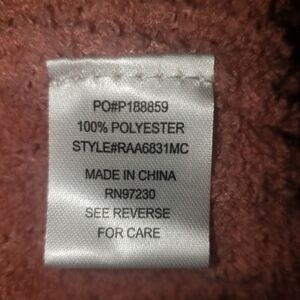 PO#P188859
100% POLYESTER
STYLE#RAA6831MC
MADE IN CHINA
RN97230
SEE REVERSE
FOR CARE